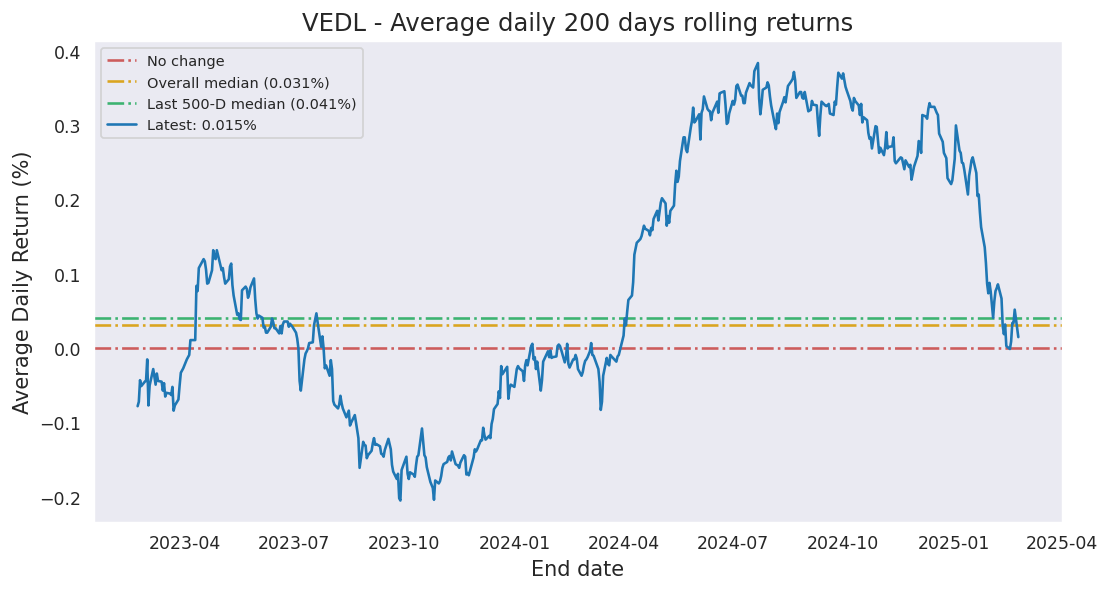 VEDL - Average daily 200 days rolling returns
No change
Overall median (0.031%)
Last 500-D median (0.041%)
Latest: 0.015%
Average Daily Return (%)
0.4
0.3
0.2
0.1
0.0
−0.1
−0.2
2023-04 2023-07 2023-10 2024-01 2024-04 2024-07 2024-10 2025-01 2025-04
End date